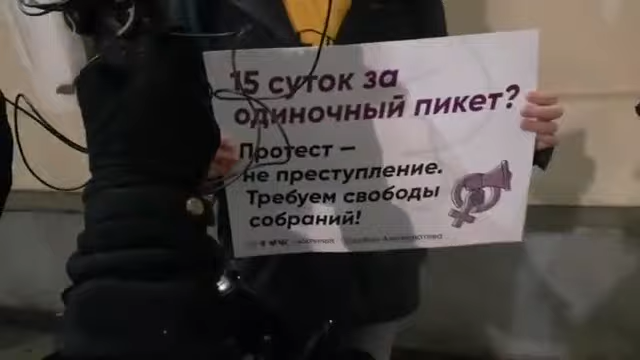 15 суток за
одиночный пикет?
Протест –
не преступление.
Требуем свободы
собраний!